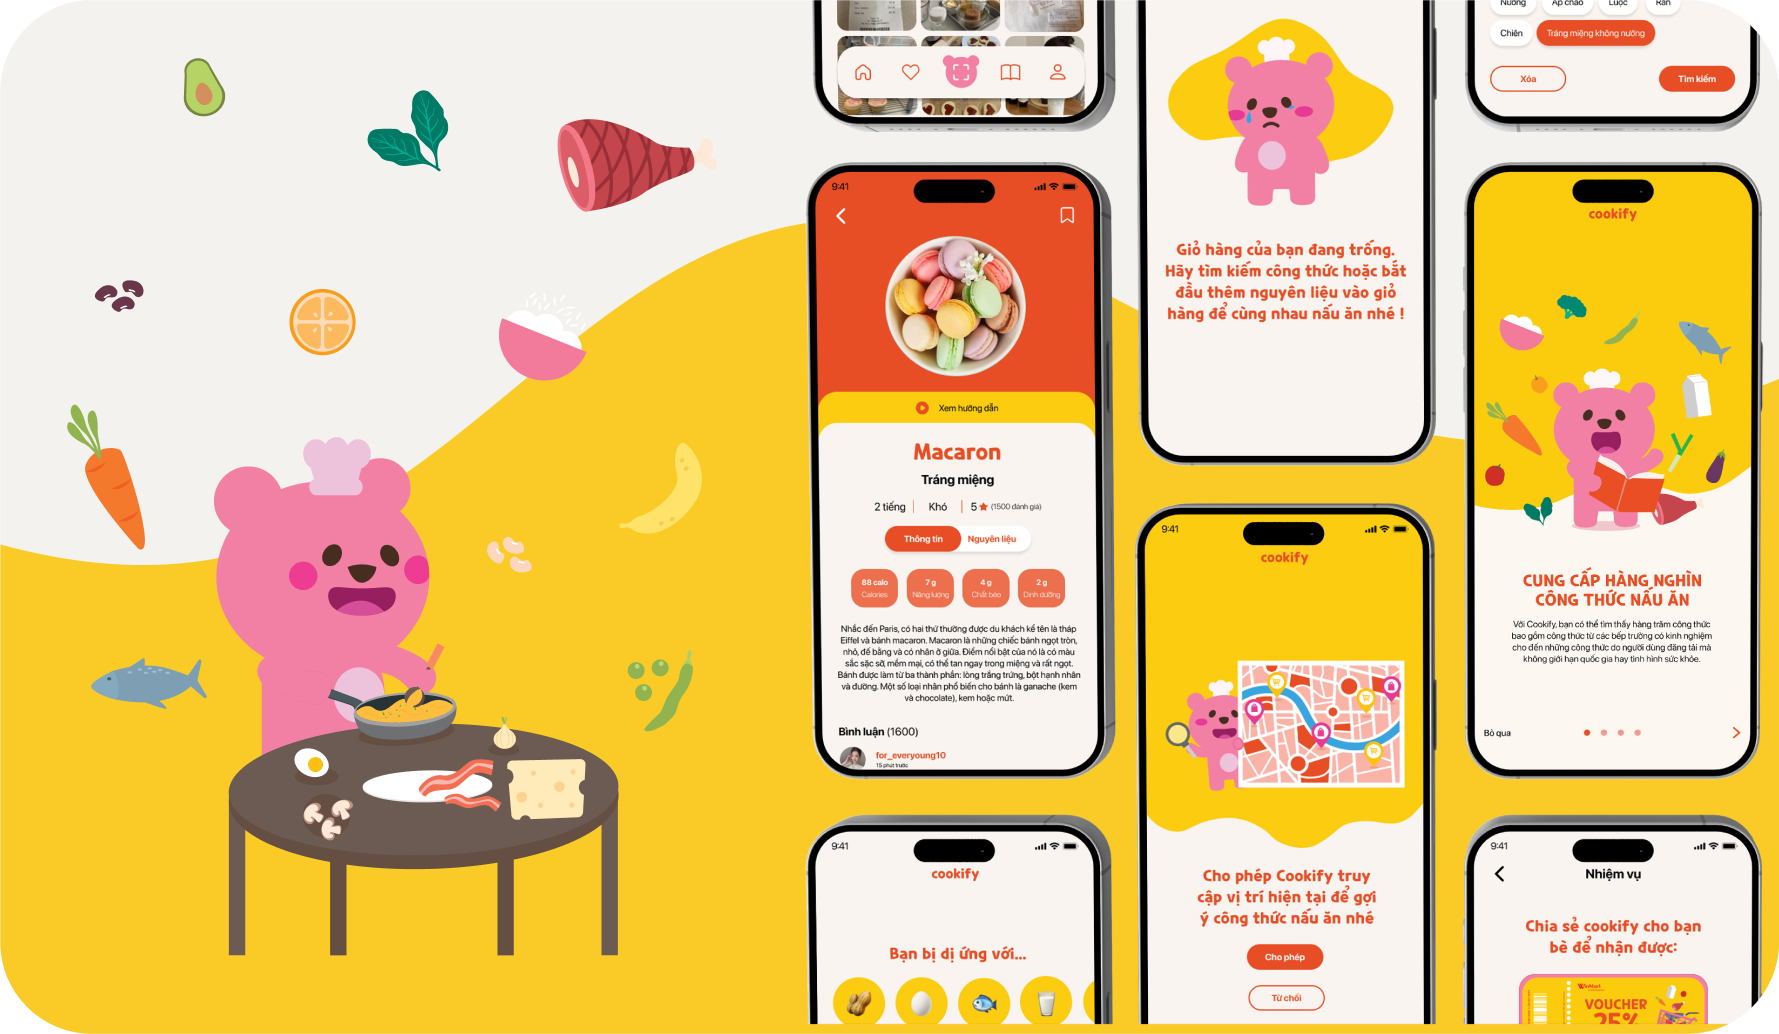 9:41
Xem hướng dẫn
Macaron
Tráng miệng
2 tiếng
Khó
5
(1500 đánh giá)
Thông tin
Nguyên liệu
88 calo
Calories
7 g
Năng lượng
4 g
Chất béo
2 g
Dinh dưỡng
Nhắc đến Paris, có hai thứ thường được du khách kể tên là tháp
Eiffel và bánh macaron. Macaron là những chiếc bánh ngọt tròn,
nhỏ, đế bằng và có nhân ở giữa. Điểm nổi bật của nó là có màu
sắc sặc sỡ, mềm mại, có thể tan ngay trong miệng và rất ngọt.
Bánh được làm từ ba thành phần: lòng trắng trứng, bột hạnh nhân
và đường. Một số loại nhân phổ biến cho bánh là ganache (kem
và chocolate), kem hoặc mứt.
Bình luận (1600)
for_everyoung10
15 phút trước
9:41
cookify
Bạn bị dị ứng với...
Giỏ hàng của bạn đang trống.
Hãy tìm kiếm công thức hoặc bắt
đầu thêm nguyên liệu vào giỏ
hàng để cùng nhau nấu ăn nhé !
9:41
cookify
Cho phép Cookify truy
cập vị trí hiện tại để gợi
ý công thức nấu ăn nhé
Cho phép
Từ chối
Nướng
Áp chảo
Luộc
Rán
Chiên
Tráng miệng không nướng
Xóa
Tìm kiếm
cookify
CUNG CẤP HÀNG NGHÌN
CÔNG THỨC NẤU ĂN
Với Cookify, bạn có thể tìm thấy hàng trăm công thức
bao gồm công thức từ các bếp trưởng có kinh nghiệm
cho đến những công thức do người dùng đăng tải mà
không giới hạn quốc gia hay tình hình sức khỏe.
Bỏ qua
9:41
Nhiệm vụ
Chia sẻ cookify cho bạn
bè để nhận được:
WinMart
VOUCHER
25%